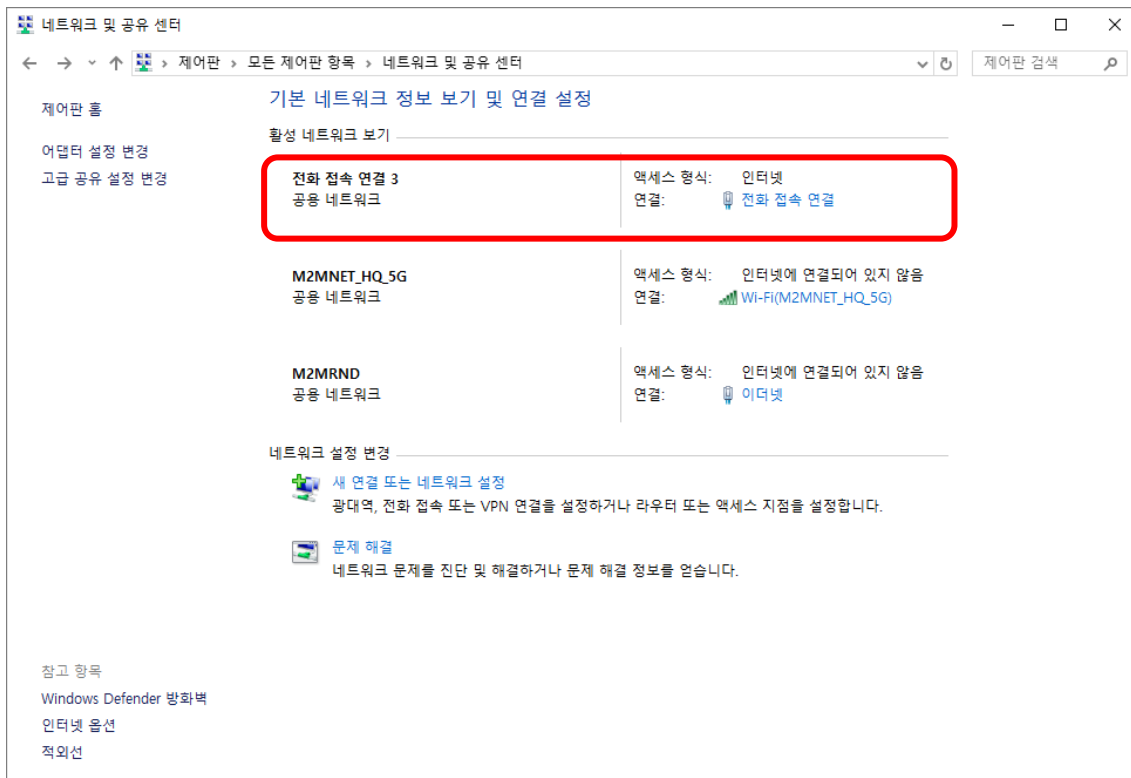 네트워크 및 공유 센터
제어판 › 모든 제어판 항목 › 네트워크 및 공유 센터
제어판 검색
제어판 홈
어댑터 설정 변경
고급 공유 설정 변경
기본 네트워크 정보 보기 및 연결 설정
활성 네트워크 보기
전화 접속 연결 3
공용 네트워크
액세스 형식: 인터넷
연결: 전화 접속 연결
M2MNET_HQ_5G
공용 네트워크
액세스 형식: 인터넷에 연결되어 있지 않음
연결: Wi-Fi(M2MNET_HQ_5G)
M2MRND
공용 네트워크
액세스 형식: 인터넷에 연결되어 있지 않음
연결: 이더넷
네트워크 설정 변경
새 연결 또는 네트워크 설정
광대역, 전화 접속 또는 VPN 연결을 설정하거나 라우터 또는 액세스 지점을 설정합니다.
문제 해결
네트워크 문제를 진단 및 해결하거나 문제 해결 정보를 얻습니다.
참고 항목
Windows Defender 방화벽
인터넷 옵션
적외선